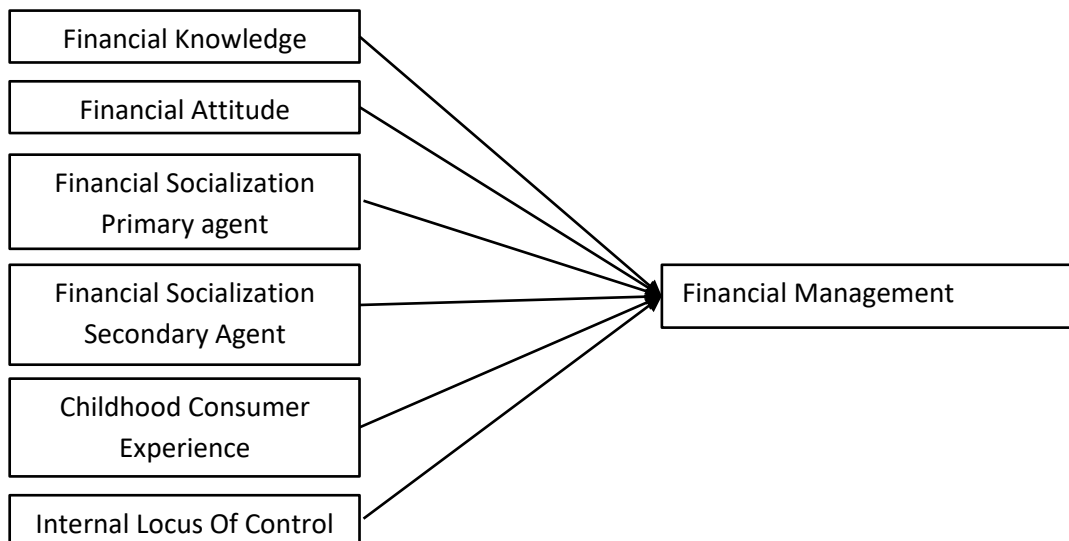 Financial Knowledge
Financial Attitude
Financial Socialization
Primary agent
Financial Socialization
Secondary Agent
Childhood Consumer
Experience
Internal Locus Of Control
Financial Management